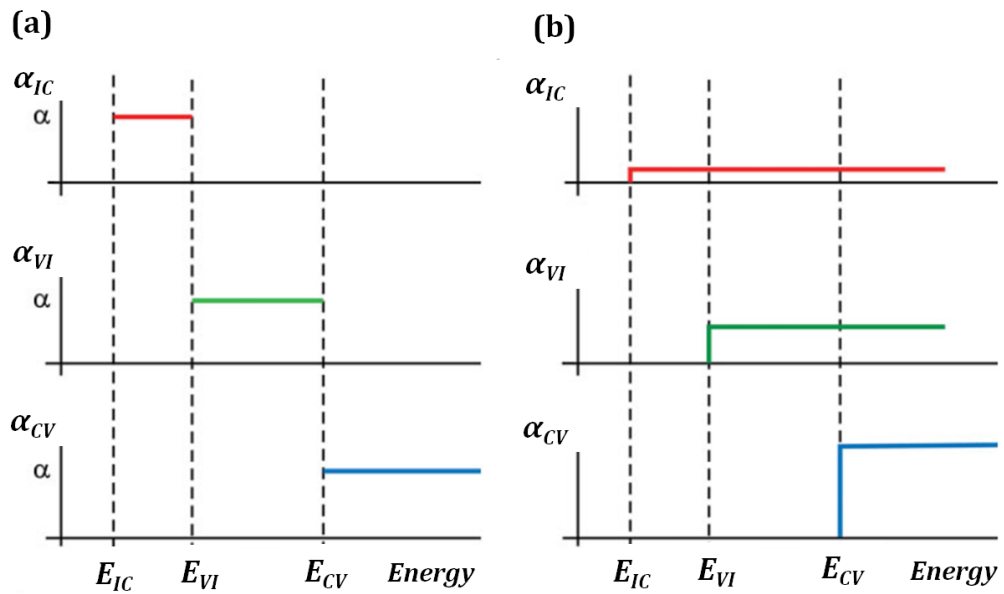 (a)
α_IC
α
α_VI
α
α_CV
α
E_IC E_VI E_CV Energy
(b)
α_IC
α_VI
α_CV
E_IC E_VI E_CV Energy